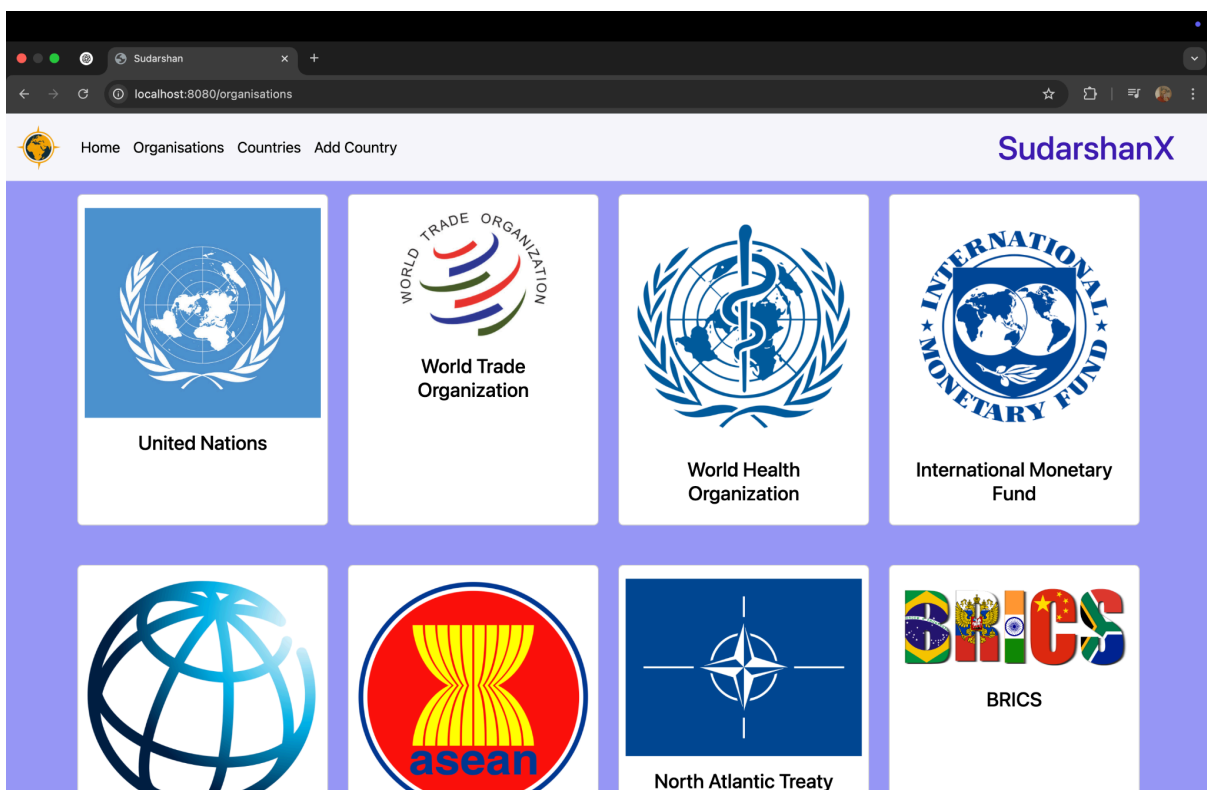 Sudarshan
localhost:8080/organisations
Home Organisations Countries Add Country
SudarshanX
WORLD TRADE ORGANIZATION
INTERNATIONAL MONETARY FUND
United Nations
World Trade
Organization
World Health
Organization
International Monetary
Fund
asean
BRICS
North Atlantic Treaty
BRICS